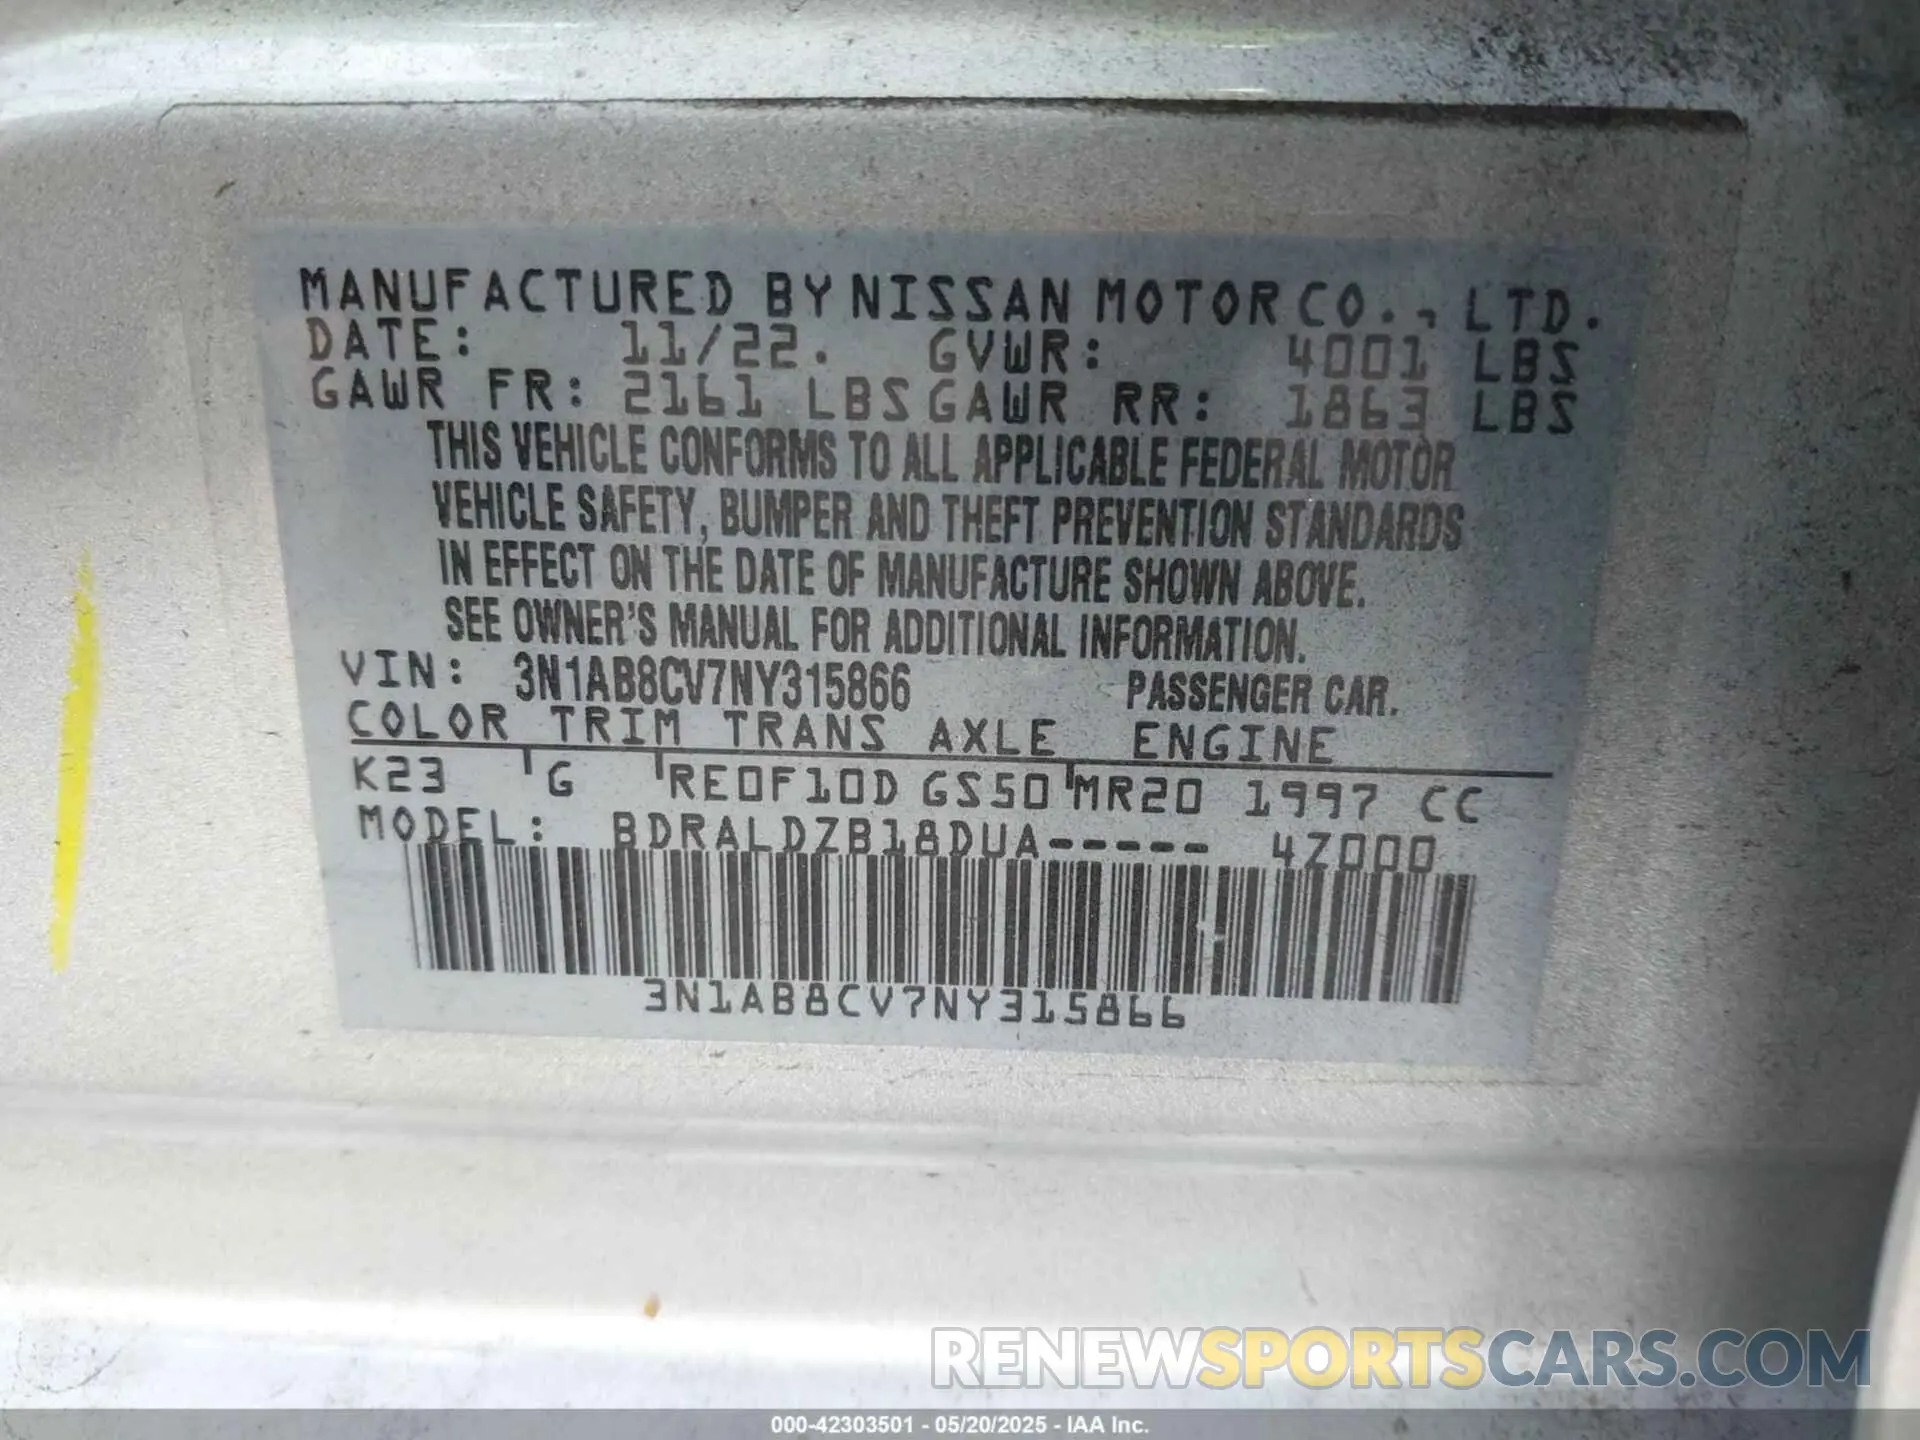 MANUFACTURED BY NISSAN MOTOR CO., LTD.
DATE: 11/22. GVWR: 4001 LBS
GAWR FR: 2161 LBS GAWR RR: 1863 LBS
THIS VEHICLE CONFORMS TO ALL APPLICABLE FEDERAL MOTOR
VEHICLE SAFETY, BUMPER AND THEFT PREVENTION STANDARDS
IN EFFECT ON THE DATE OF MANUFACTURE SHOWN ABOVE.
SEE OWNER'S MANUAL FOR ADDITIONAL INFORMATION.
VIN: 3N1AB8CV7NY315866 PASSENGER CAR.
COLOR TRIM TRANS AXLE ENGINE
K23 G RE0F10D GS50 MR20 1997 CC
MODEL: BDRALDZB18DUA----- 4Z000
3N1AB8CV7NY315866
RENEWSPORTSCARS.COM
000-42303501 - 05/20/2025 - IAA Inc.